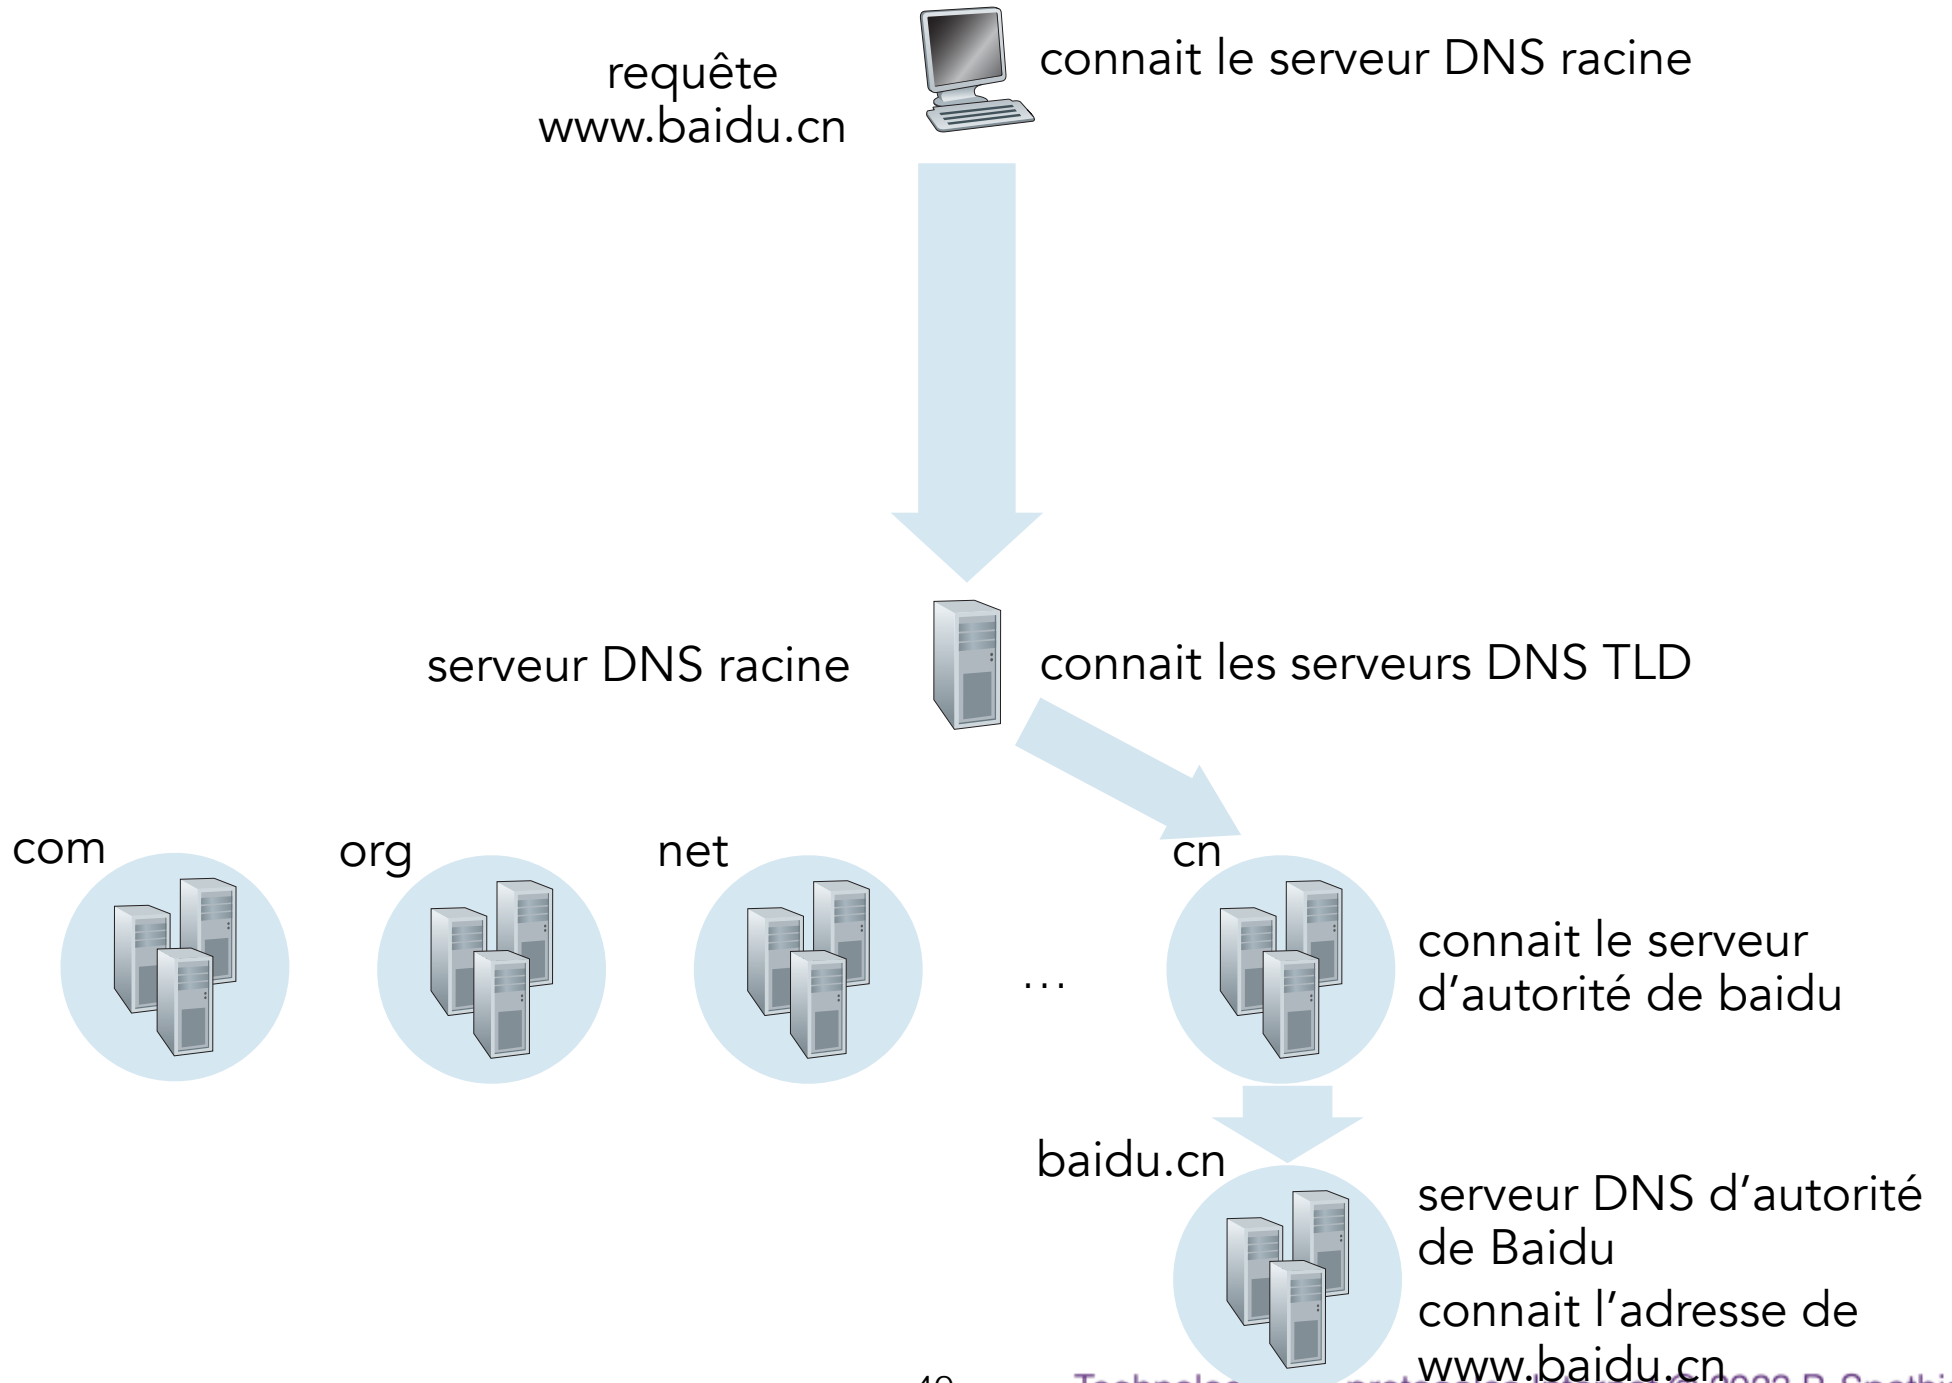 requête
www.baidu.cn
connait le serveur DNS racine
serveur DNS racine
connait les serveurs DNS TLD
com
org
net
...
cn
connait le serveur
d’autorité de baidu
baidu.cn
serveur DNS d’autorité
de Baidu
connait l’adresse de
www.baidu.cn